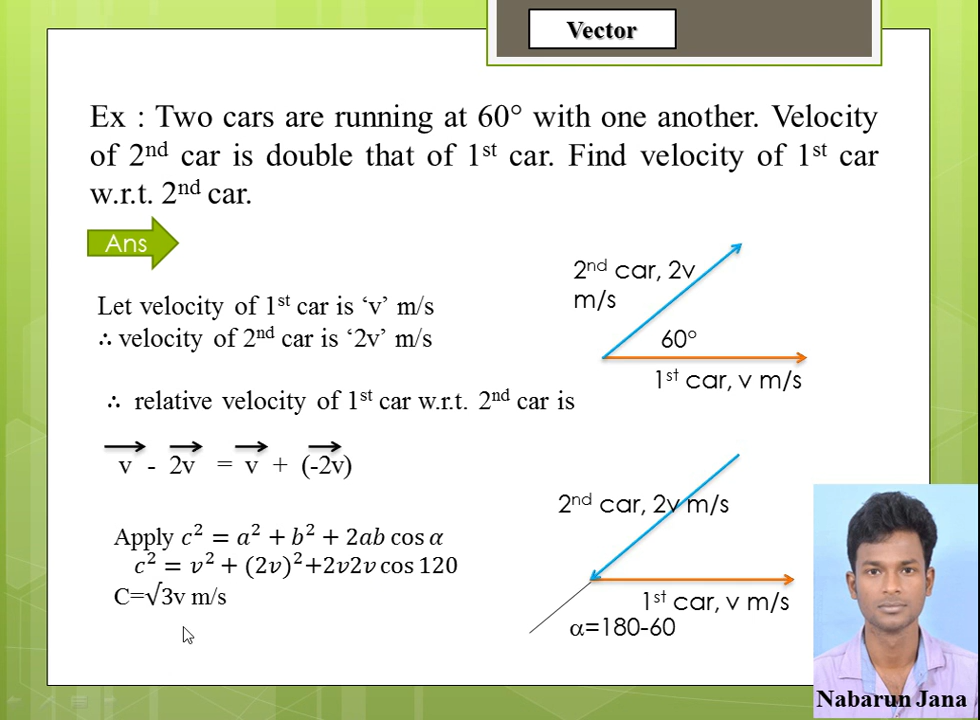 Vector
Ex : Two cars are running at 60° with one another. Velocity
of 2nd car is double that of 1st car. Find velocity of 1st car
w.r.t. 2nd car.
Ans
2nd car, 2v
m/s
60°
1st car, v m/s
Let velocity of 1st car is ‘v’ m/s
∴ velocity of 2nd car is ‘2v’ m/s
∴ relative velocity of 1st car w.r.t. 2nd car is
v - 2v = v + (-2v)
Apply c² = a² + b² + 2ab cos α
c² = v² + (2v)²+2v2v cos 120
C=√3v m/s
2nd car, 2v m/s
1st car, v m/s
α=180-60
Nabarun Jana